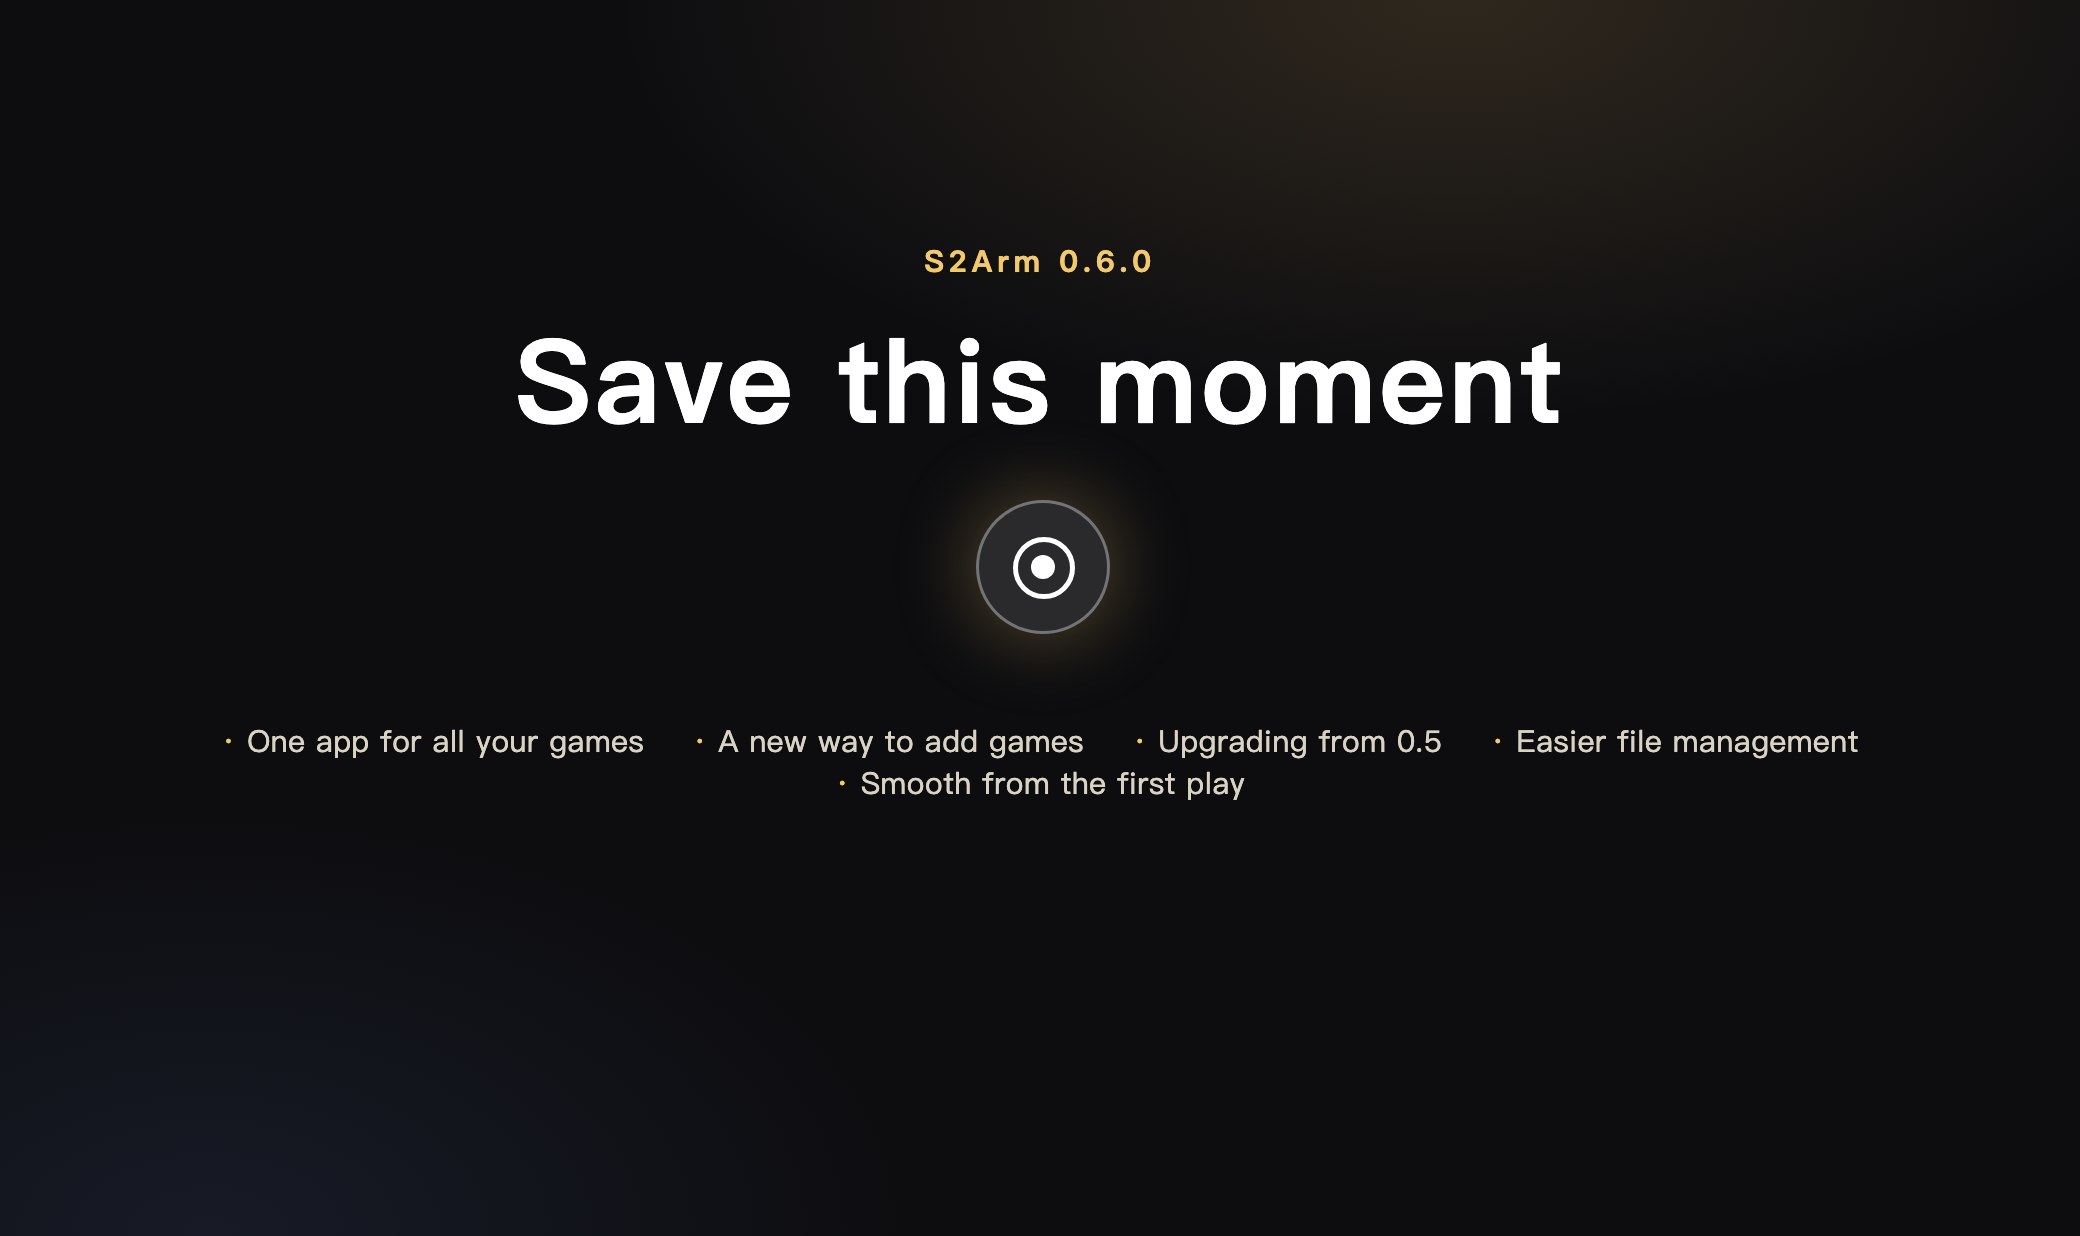 S2Arm 0.6.0
Save this moment
· One app for all your games · A new way to add games · Upgrading from 0.5 · Easier file management
· Smooth from the first play